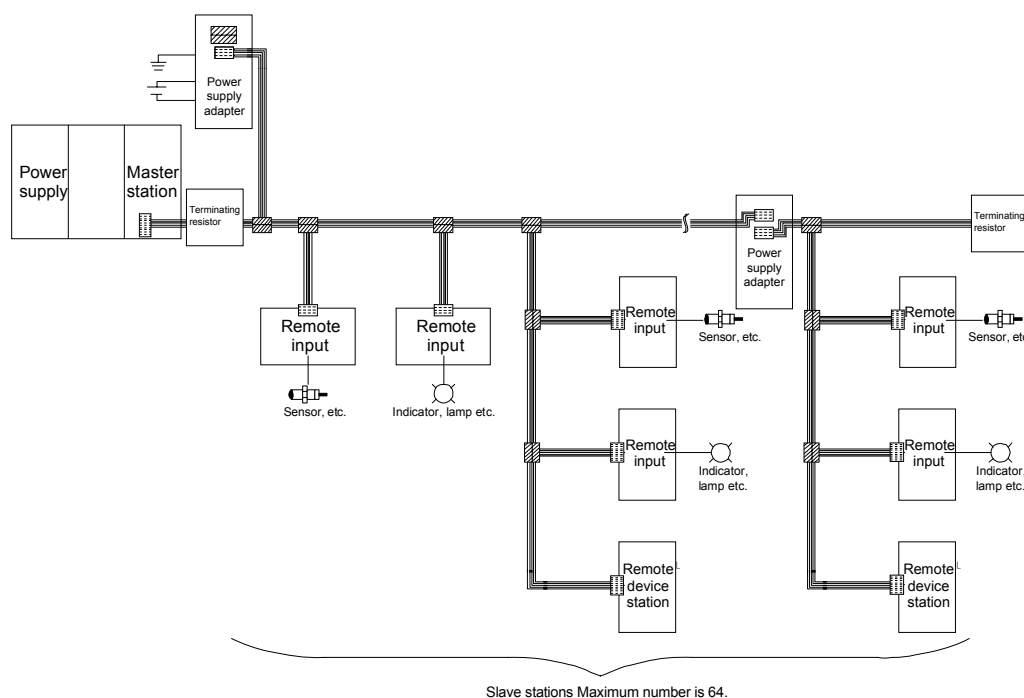 Power
supply
adapter
Power
supply
Master
station
Terminating
resistor
Terminating
resistor
Power
supply
adapter
Remote
input
Remote
input
Sensor, etc.
Indicator, lamp etc.
Remote
input
Sensor, etc.
Remote
input
Sensor, etc
Remote
input
Indicator,
lamp etc.
Remote
input
Indicator,
lamp etc.
Remote
device
station
L
Remote
device
station
L
Slave stations Maximum number is 64.